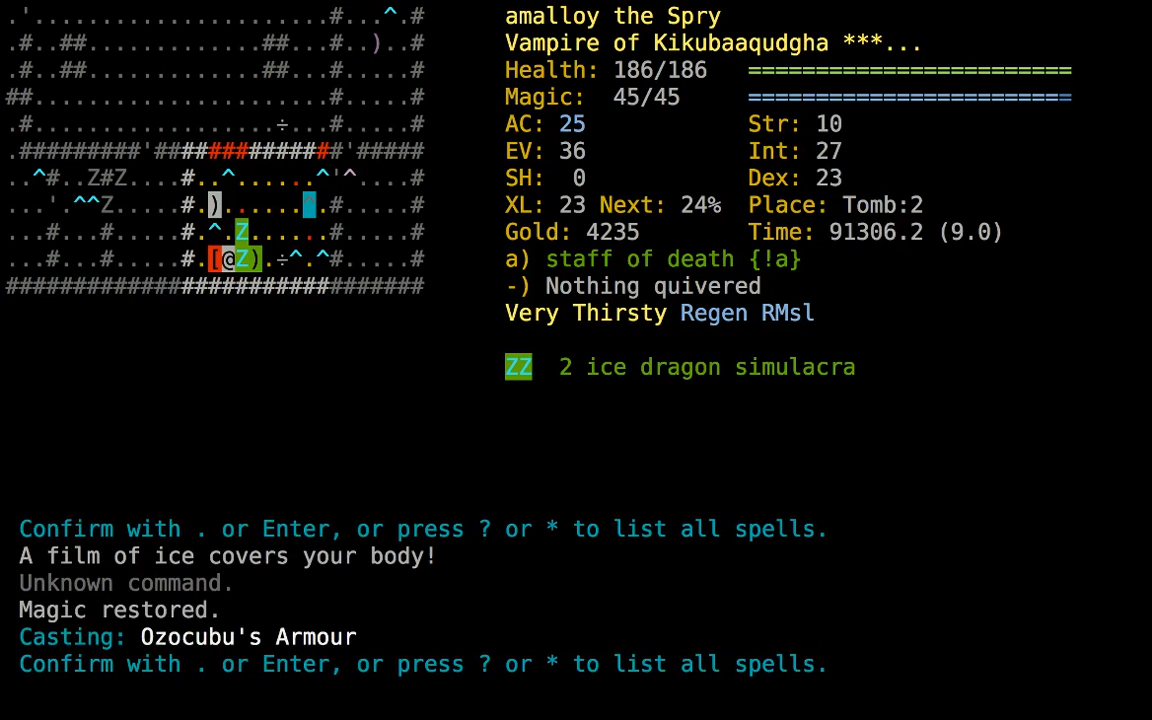 .'.................#...^.#
.#..##.............##...#..)..#
.#..##.............##...#.....#
##......................#.....#
.#..................÷...#.....#
.#########'############'#####
..^#..Z#Z....#..^.......^'^....#
...'.^^Z.....#.).......^.#.....#
...#...#.....#.^.Z......#.....#
...#...#.....#.[@Z).÷^.^#.....#
###############################
amalloy the Spry
Vampire of Kikubaaqudgha ***...
Health: 186/186 ========================
Magic:  45/45 ========================
AC: 25 Str: 10
EV: 36 Int: 27
SH:  0 Dex: 23
XL: 23 Next: 24% Place: Tomb:2
Gold: 4235 Time: 91306.2 (9.0)
a) staff of death {!a}
-) Nothing quivered
Very Thirsty Regen RMsl
ZZ  2 ice dragon simulacra
Confirm with . or Enter, or press ? or * to list all spells.
A film of ice covers your body!
Unknown command.
Magic restored.
Casting: Ozocubu's Armour
Confirm with . or Enter, or press ? or * to list all spells.